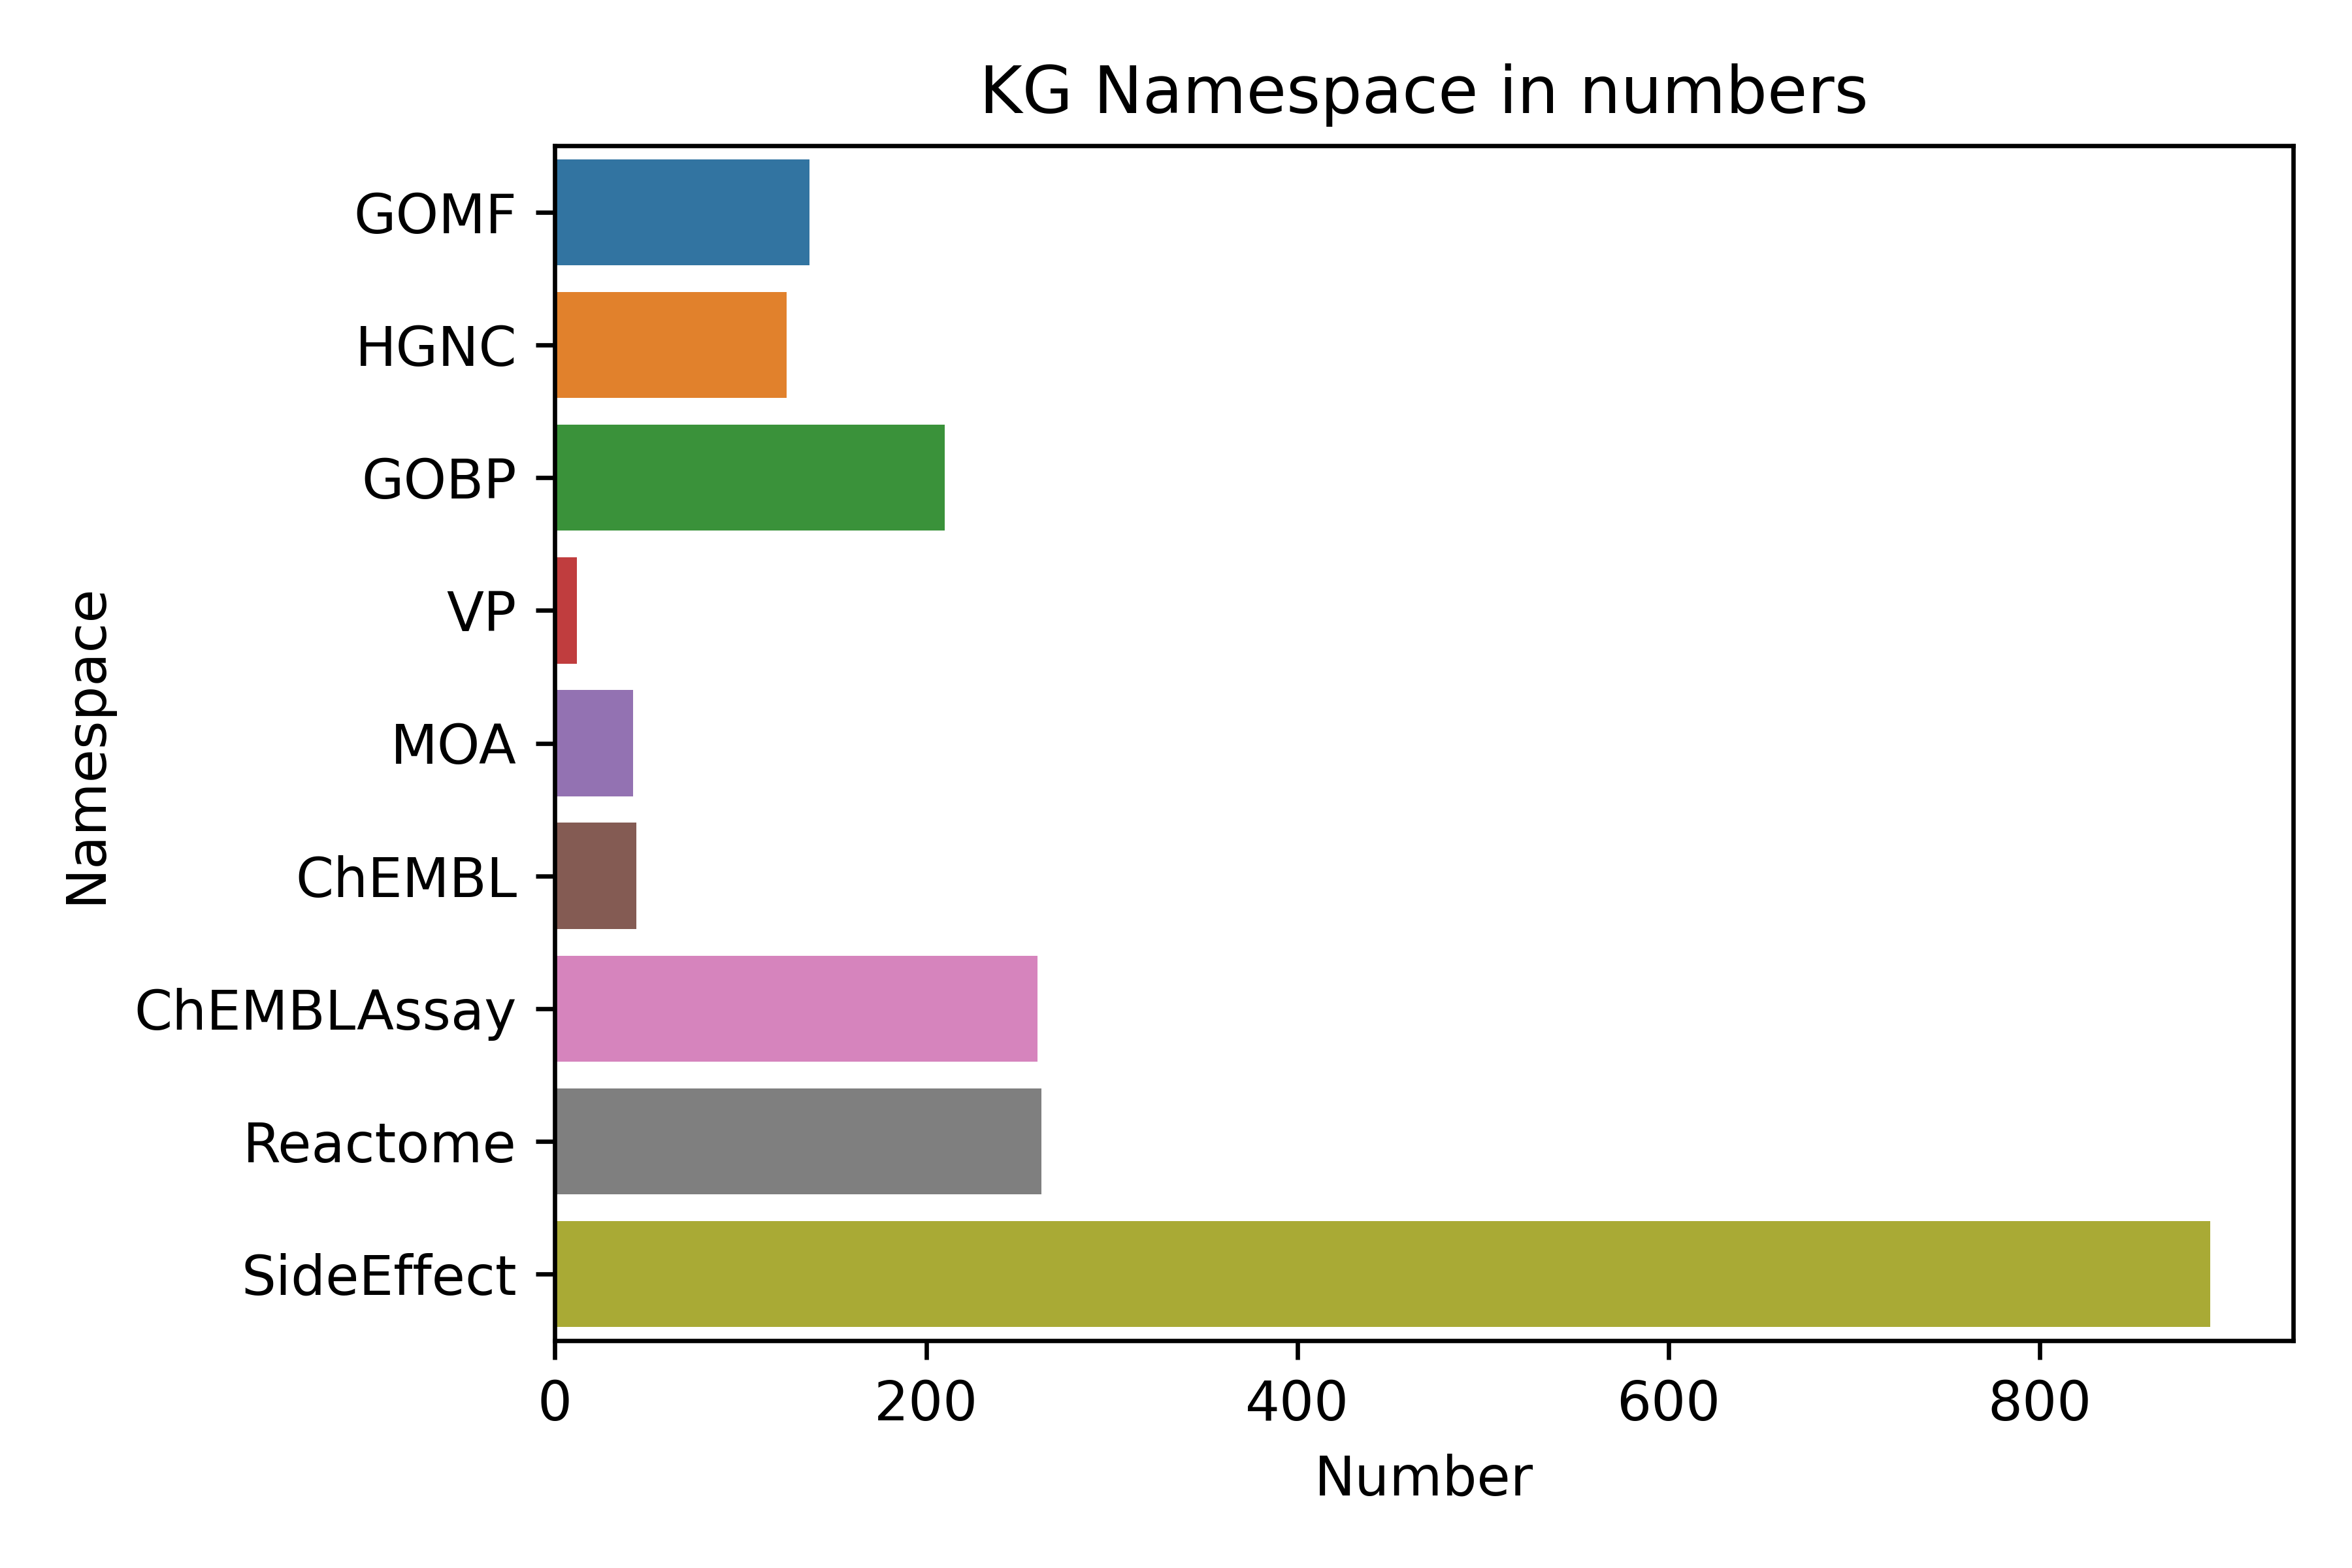 KG Namespace in numbers
GOMF
HGNC
GOBP
VP
MOA
ChEMBL
ChEMBLAssay
Reactome
SideEffect
Namespace
0 200 400 600 800
Number